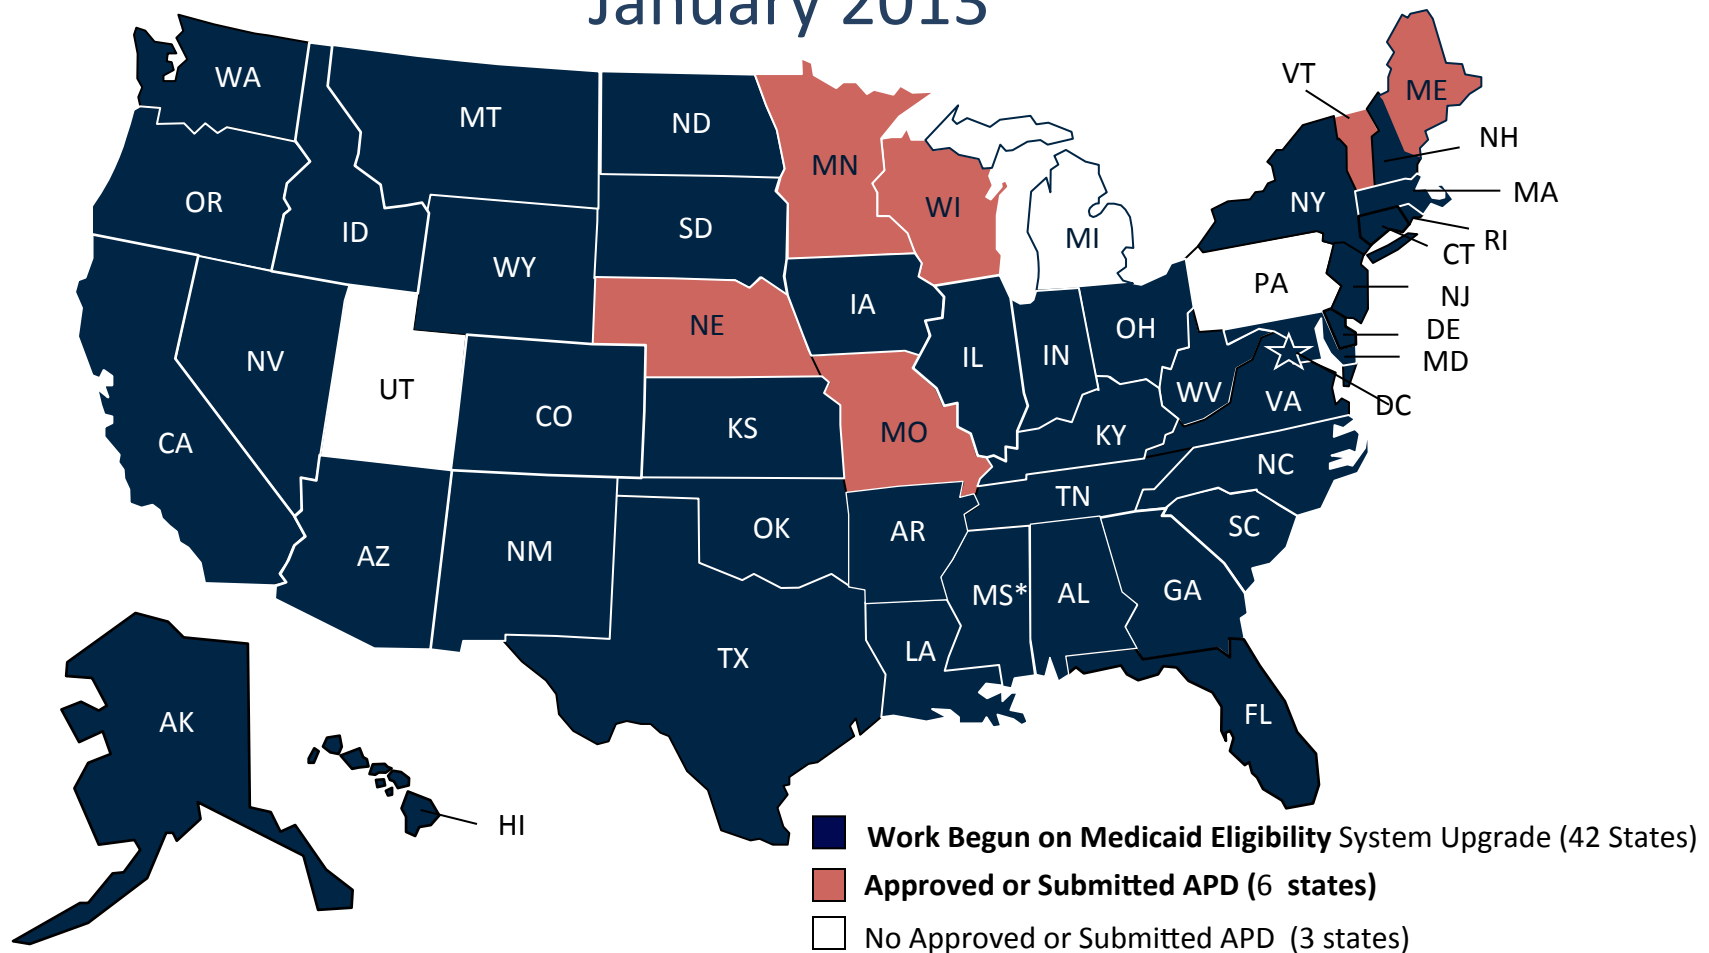 January 2013
WA
MT
ND
MN
VT
ME
NH
OR
ID
SD
WI
MI
NY
MA
RI
CT
WY
PA
NJ
NE
IA
OH
DE
NV
IL
IN
MD
UT
CO
KS
MO
WV
VA
DC
CA
KY
NC
TN
AZ
NM
OK
AR
SC
MS*
AL
GA
TX
LA
AK
FL
HI
Work Begun on Medicaid Eligibility System Upgrade (42 States)
Approved or Submitted APD (6 states)
No Approved or Submitted APD (3 states)